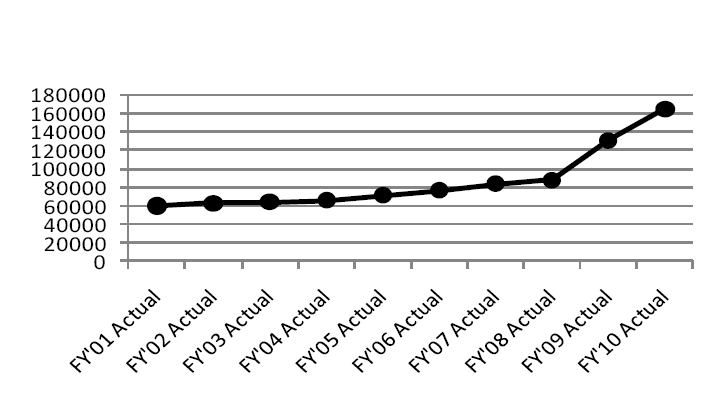 180000
160000
140000
120000
100000
80000
60000
40000
20000
0
FY'01 Actual
FY'02 Actual
FY'03 Actual
FY'04 Actual
FY'05 Actual
FY'06 Actual
FY'07 Actual
FY'08 Actual
FY'09 Actual
FY'10 Actual